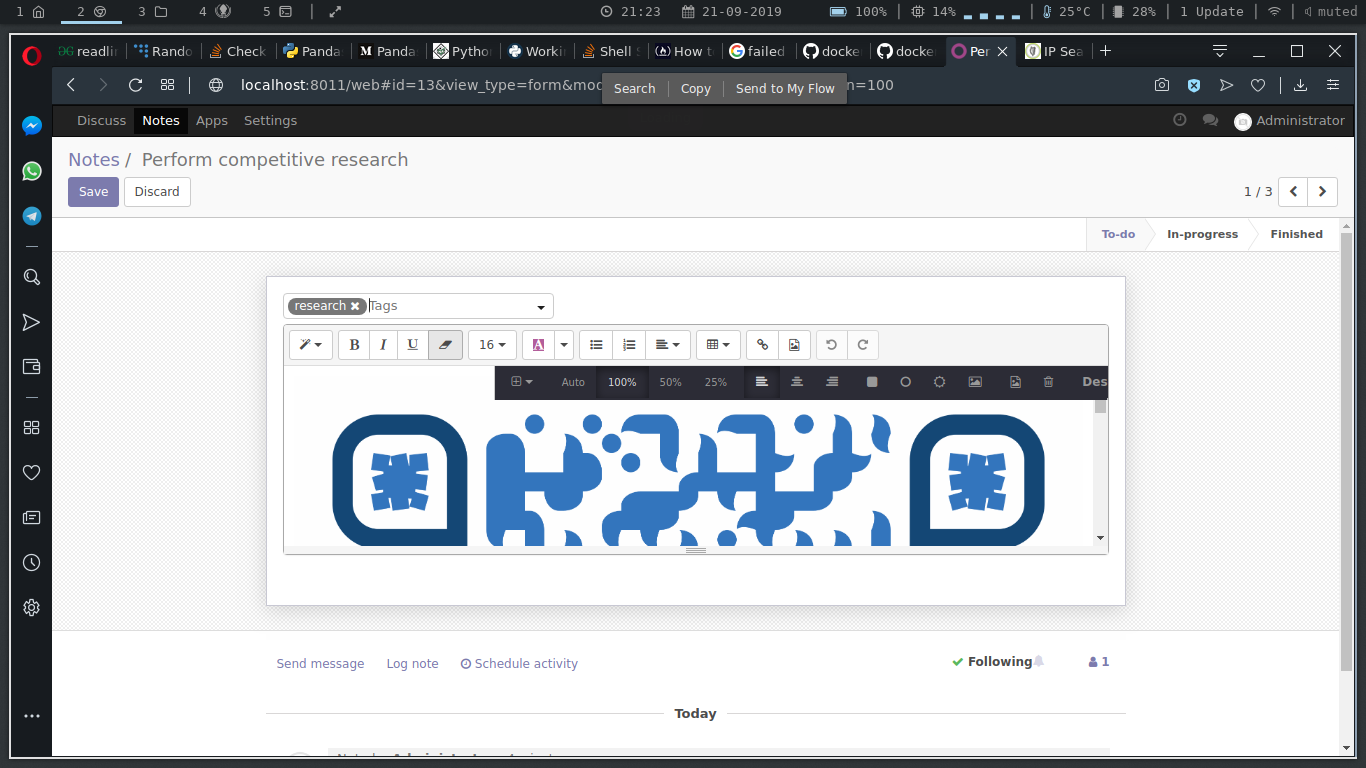 1 2 3 4 5 21:23 21-09-2019 100% 14% 25°C 28% 1 Update muted
readlin Rando Check Panda Panda Pytho Worki Shell S How t failed docke docke Per IP Sea
localhost:8011/web#id=13&view_type=form&mod n=100
Search Copy Send to My Flow
Discuss Notes Apps Settings Administrator
Notes / Perform competitive research
Save Discard 1 / 3
To-do In-progress Finished
research Tags
B I U 16 A
Auto 100% 50% 25% Des
Send message Log note Schedule activity Following 1
Today